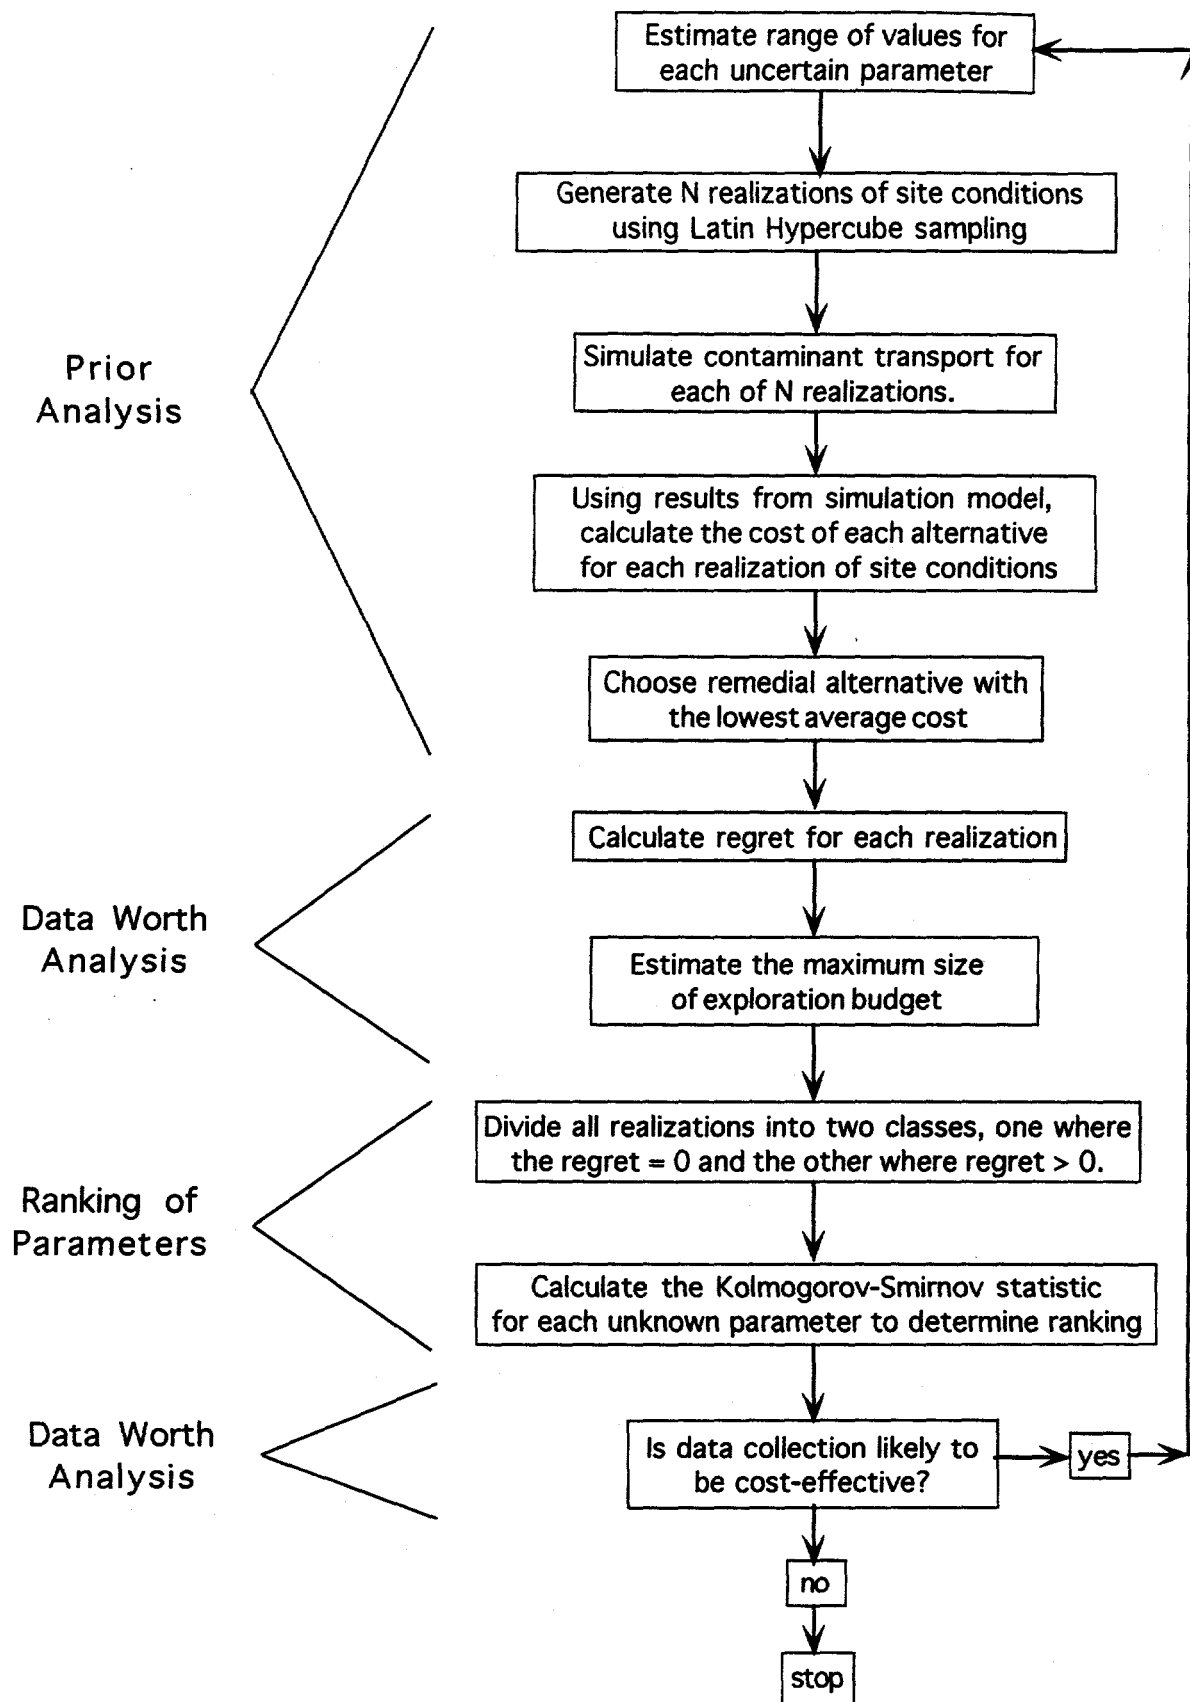 Estimate range of values for
each uncertain parameter
Generate N realizations of site conditions
using Latin Hypercube sampling
Simulate contaminant transport for
each of N realizations.
Prior
Analysis
Using results from simulation model,
calculate the cost of each alternative
for each realization of site conditions
Choose remedial alternative with
the lowest average cost
Calculate regret for each realization
Data Worth
Analysis
Estimate the maximum size
of exploration budget
Divide all realizations into two classes, one where
the regret = 0 and the other where regret > 0.
Ranking of
Parameters
Calculate the Kolmogorov-Smirnov statistic
for each unknown parameter to determine ranking
Data Worth
Analysis
Is data collection likely to
be cost-effective?
yes
no
stop